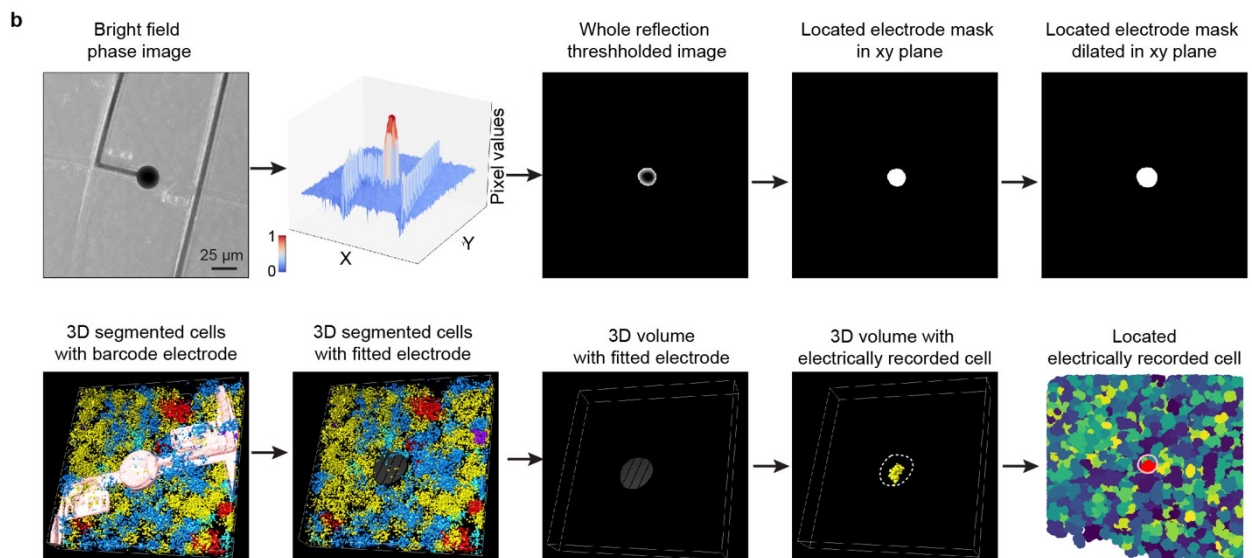 b
Bright field
phase image
Whole reflection
threshholded image
Located electrode mask
in xy plane
Located electrode mask
dilated in xy plane
25 µm
1
0
X
Y
Pixel values
3D segmented cells
with barcode electrode
3D segmented cells
with fitted electrode
3D volume
with fitted electrode
3D volume with
electrically recorded cell
Located
electrically recorded cell